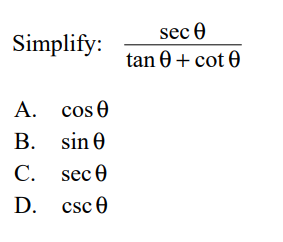 Simplify: sec θ / (tan θ + cot θ)
A. cos θ
B. sin θ
C. sec θ
D. csc θ